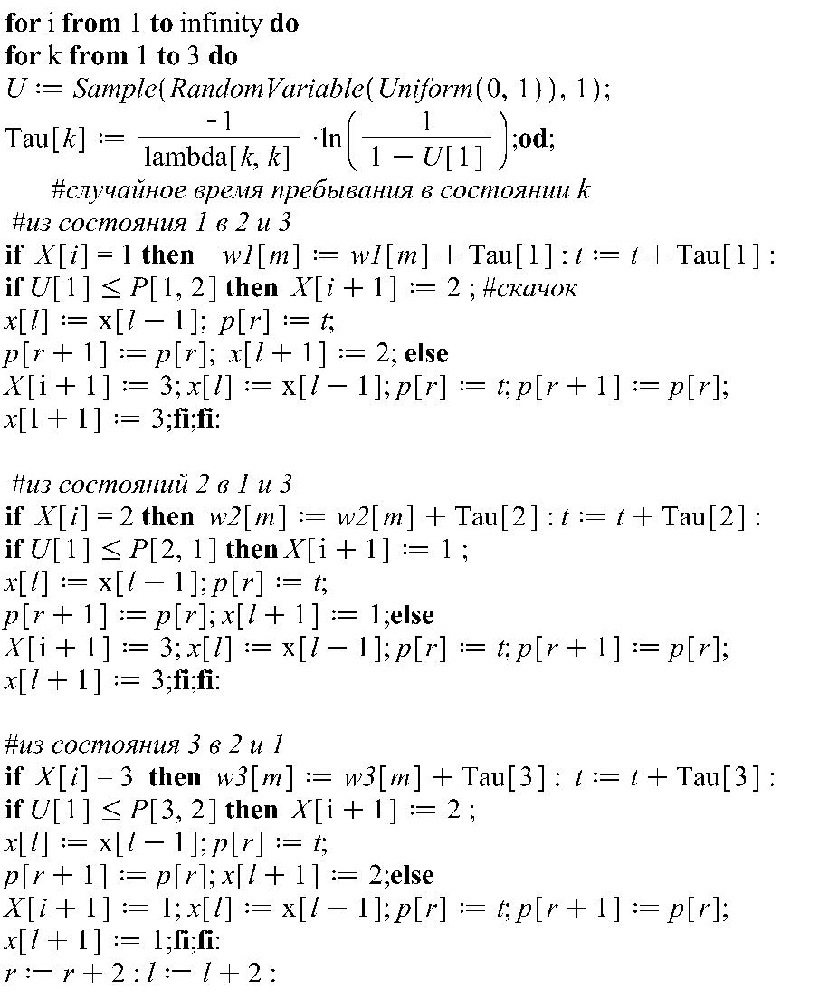 for i from 1 to infinity do
for k from 1 to 3 do
U := Sample(RandomVariable(Uniform(0, 1)), 1);
Tau[k] := -1/lambda[k, k] ·ln(1/(1 − U[1]));od;
#случайное время пребывания в состоянии k
#из состояния 1 в 2 и 3
if X[i] = 1 then w1[m] := w1[m] + Tau[1] : t := t + Tau[1] :
if U[1] ≤ P[1, 2] then X[i + 1] := 2 ; #скачок
x[l] := x[l − 1]; p[r] := t;
p[r + 1] := p[r]; x[l + 1] := 2; else
X[i + 1] := 3; x[l] := x[l − 1]; p[r] := t; p[r + 1] := p[r];
x[1 + 1] := 3;fi;fi:
#из состояний 2 в 1 и 3
if X[i] = 2 then w2[m] := w2[m] + Tau[2] : t := t + Tau[2] :
if U[1] ≤ P[2, 1] then X[i + 1] := 1 ;
x[l] := x[l − 1]; p[r] := t;
p[r + 1] := p[r]; x[l + 1] := 1;else
X[i + 1] := 3; x[l] := x[l − 1]; p[r] := t; p[r + 1] := p[r];
x[l + 1] := 3;fi;fi:
#из состояния 3 в 2 и 1
if X[i] = 3 then w3[m] := w3[m] + Tau[3] : t := t + Tau[3] :
if U[1] ≤ P[3, 2] then X[i + 1] := 2 ;
x[l] := x[l − 1]; p[r] := t;
p[r + 1] := p[r]; x[l + 1] := 2;else
X[i + 1] := 1; x[l] := x[l − 1]; p[r] := t; p[r + 1] := p[r];
x[l + 1] := 1;fi;fi:
r := r + 2 : l := l + 2 :